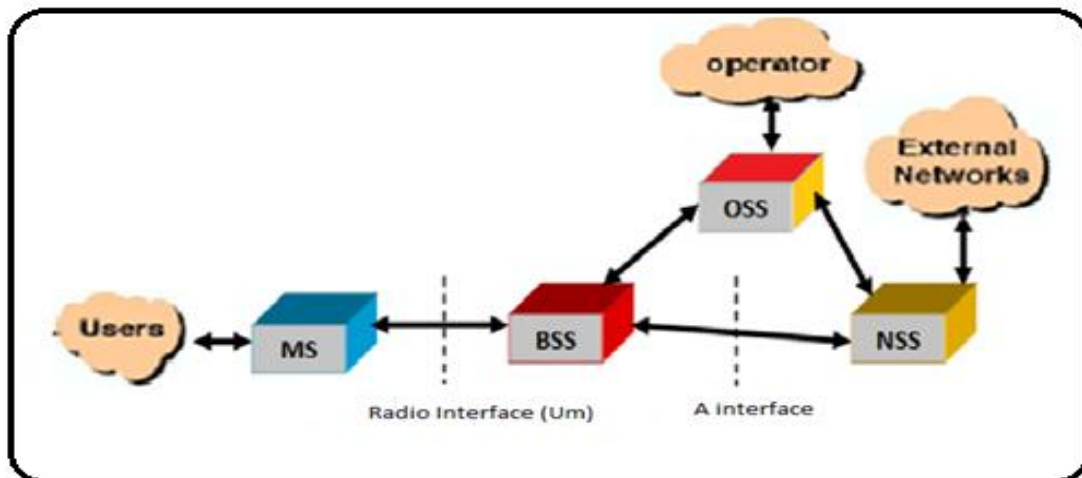 operator
External
Networks
OSS
Users
MS
BSS
NSS
Radio Interface (Um)
A interface